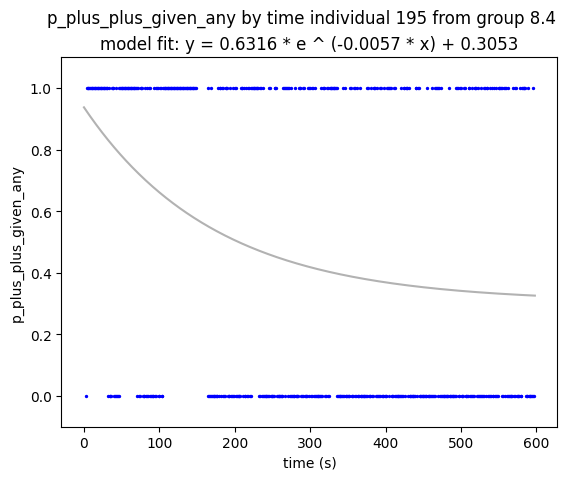 p_plus_plus_given_any by time individual 195 from group 8.4
model fit: y = 0.6316 * e ^ (-0.0057 * x) + 0.3053
p_plus_plus_given_any
1.0
0.8
0.6
0.4
0.2
0.0
0 100 200 300 400 500 600
time (s)